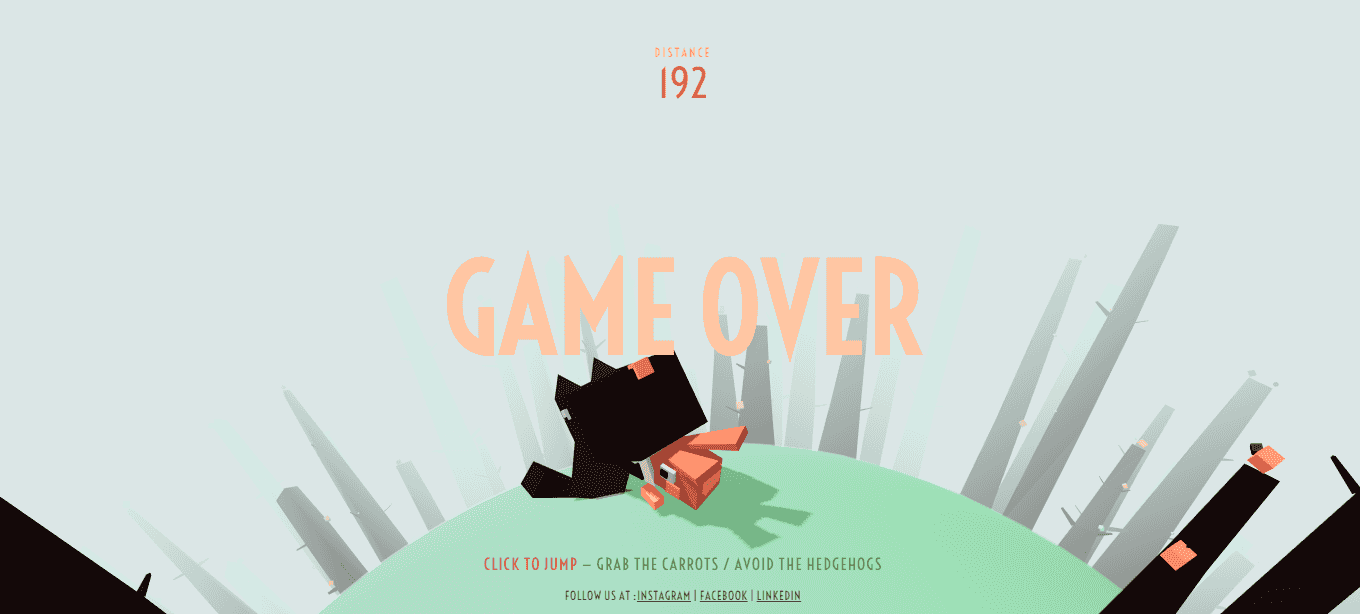 DISTANCE
192
GAME OVER
CLICK TO JUMP – GRAB THE CARROTS / AVOID THE HEDGEHOGS
FOLLOW US AT :INSTAGRAM | FACEBOOK | LINKEDIN